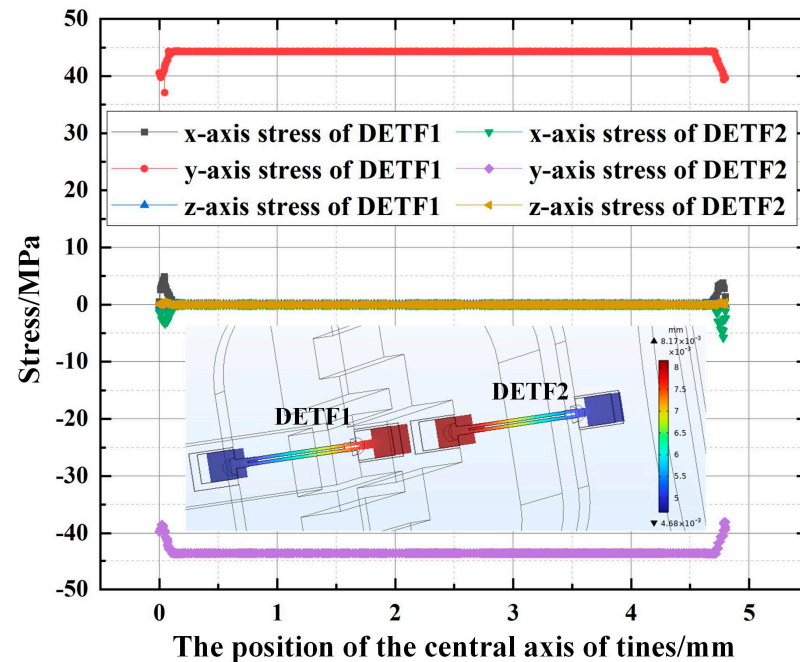 50
40
30
20
10
0
-10
-20
-30
-40
-50
Stress/MPa
x-axis stress of DETF1
x-axis stress of DETF2
y-axis stress of DETF1
y-axis stress of DETF2
z-axis stress of DETF1
z-axis stress of DETF2
DETF1
DETF2
mm
▲ 8.17×10⁻³
×10⁻³
8
7.5
7
6.5
6
5.5
5
▼ 4.68×10⁻³
0 1 2 3 4 5
The position of the central axis of tines/mm